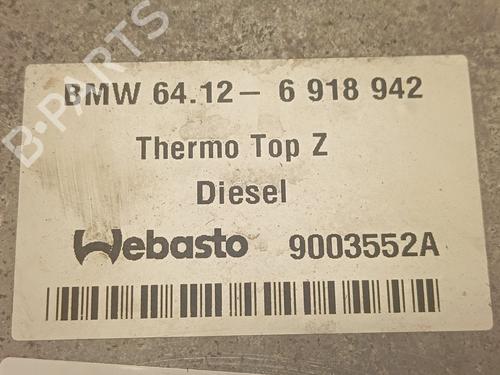 B-PARTS
BMW 64.12 - 6 918 942
Thermo Top Z
Diesel
Webasto 9003552A